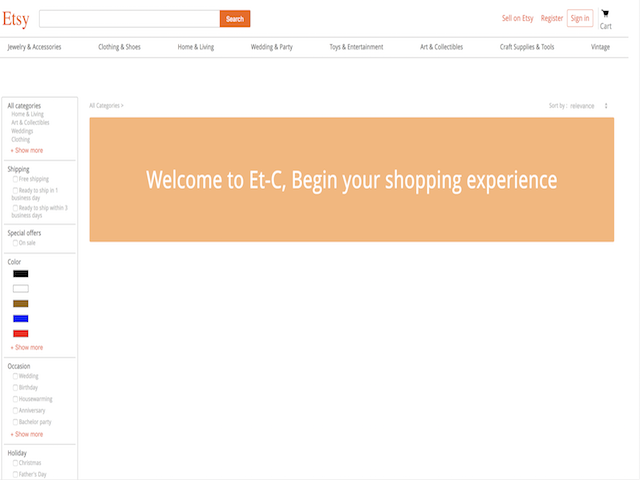 Etsy
Search
Sell on Etsy
Register
Sign in
Cart
Jewelry & Accessories
Clothing & Shoes
Home & Living
Wedding & Party
Toys & Entertainment
Art & Collectibles
Craft Supplies & Tools
Vintage
All categories
Home & Living
Art & Collectibles
Weddings
Clothing
+ Show more
Shipping
Free shipping
Ready to ship in 1
business day
Ready to ship within 3
business days
Special offers
On sale
Color
+ Show more
Occasion
Wedding
Birthday
Housewarming
Anniversary
Bachelor party
+ Show more
Holiday
Christmas
Father's Day
All Categories >
Sort by : relevance
Welcome to Et-C, Begin your shopping experience